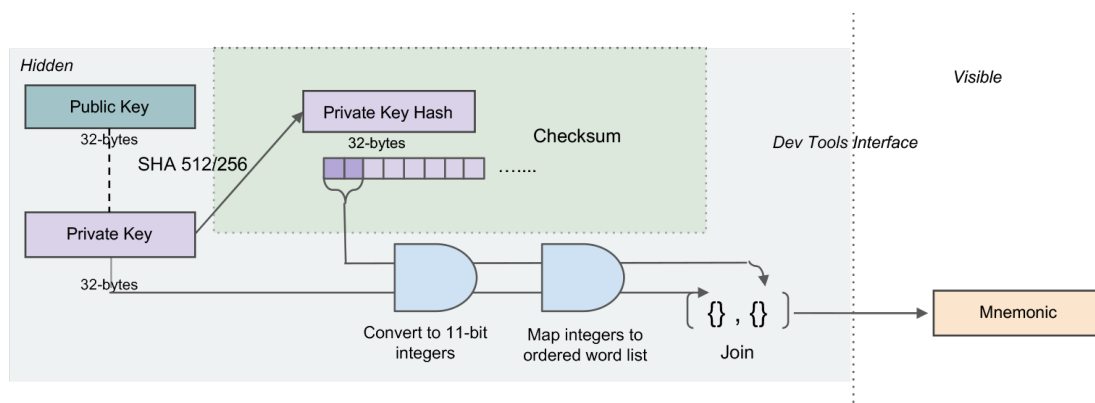 Hidden
Visible
Public Key
32-bytes
SHA 512/256
Private Key Hash
32-bytes
Checksum
…....
Dev Tools Interface
Private Key
32-bytes
Convert to 11-bit
integers
Map integers to
ordered word list
{} , {}
Join
Mnemonic